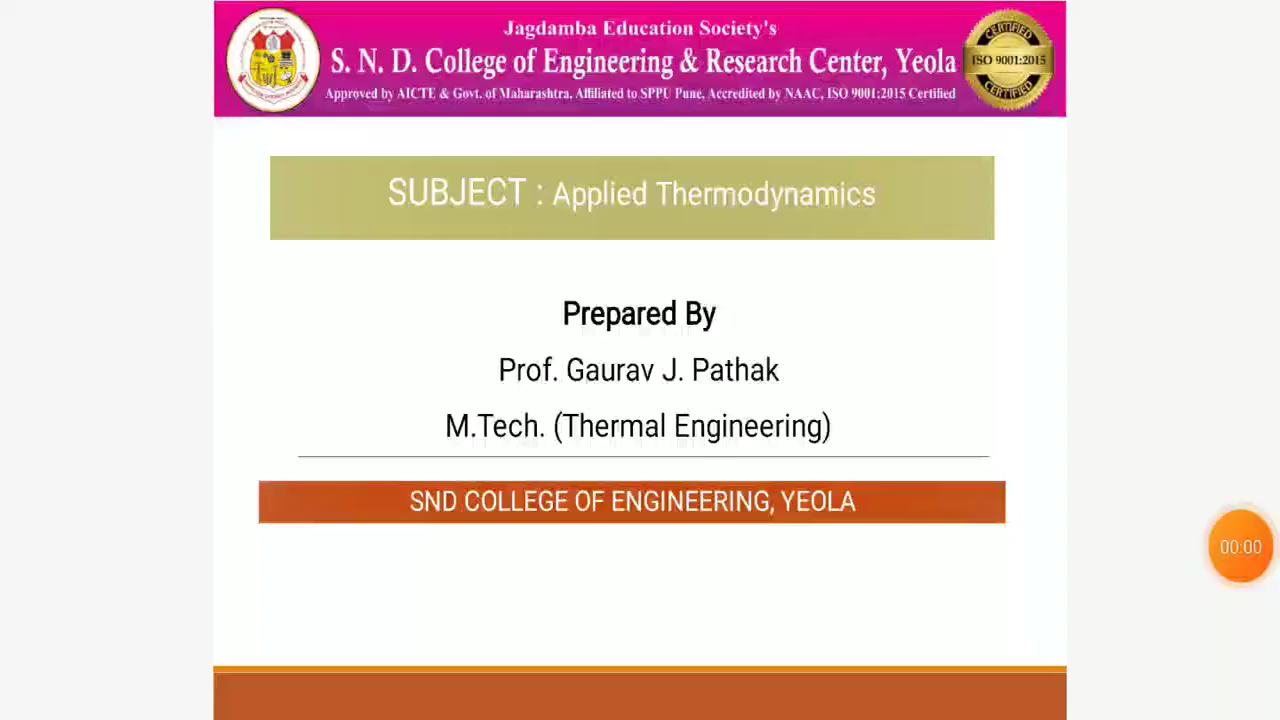 Jagdamba Education Society's
S. N. D. College of Engineering & Research Center, Yeola
Approved by AICTE & Govt. of Maharashtra, Affiliated to SPPU Pune, Accredited by NAAC, ISO 9001:2015 Certified
CERTIFIED
ISO 9001:2015
CERTIFIED
SUBJECT : Applied Thermodynamics
Prepared By
Prof. Gaurav J. Pathak
M.Tech. (Thermal Engineering)
SND COLLEGE OF ENGINEERING, YEOLA
00:00